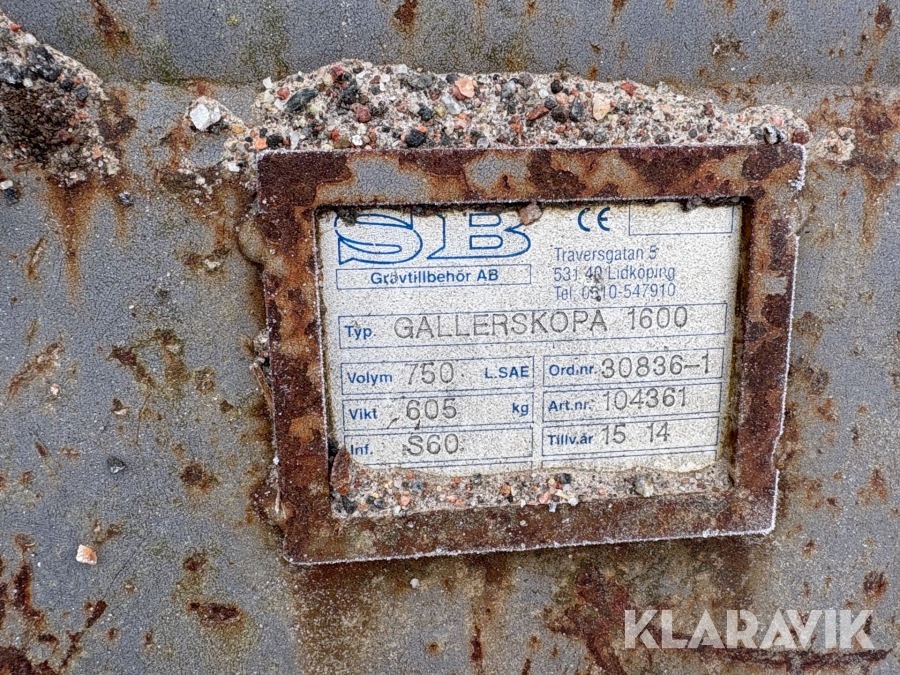 SB CE
Grävtillbehör AB
Traversgatan 5
531 40 Lidköping
Tel. 0510-547910
Typ. GALLERSKOPA 1600
Volym 750 L.SAE Ord.nr. 30836-1
Vikt 605 kg Art.nr. 104361
Inf. S60 Tillv.år 15 14
KLARAVIK